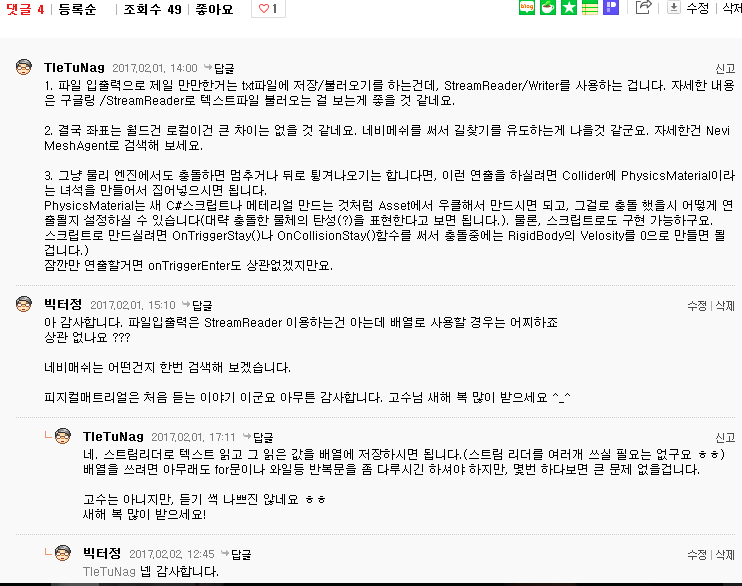 댓글 4 | 등록순 | 조회수 49 | 좋아요 ♡ 1 blog | 수정 | 삭제
TIeTuNag 2017,02,01, 14:00 답글 신고
1. 파일 입출력으로 제일 만만한거는 txt파일에 저장/불러오기를 하는건데, StreamReader/Writer를 사용하는 겁니다. 자세한 내용
은 구글링 /StreamReader로 텍스트파일 불러오는 걸 보는게 좋을 것 같네요.
2. 결국 좌표는 월드건 로컬이건 큰 차이는 없을 것 같네요. 네비메쉬를 써서 길찾기를 유도하는게 나을것 같군요. 자세한건 Nevi
MeshAgent로 검색해 보세요.
3. 그냥 물리 엔진에서도 충돌하면 멈추거나 뒤로 튕겨나오기는 합니다면, 이런 연출을 하실려면 Collider에 PhysicsMaterial이라
는 녀석을 만들어서 집어넣으시면 됩니다.
PhysicsMaterial는 새 C#스크립트나 메테리얼 만드는 것처럼 Asset에서 우클해서 만드시면 되고, 그걸로 충돌 했을시 어떻게 연
출될지 설정하실 수 있습니다(대략 충돌한 물체의 탄성(?)을 표현한다고 보면 됩니다.). 물론, 스크립트로도 구현 가능하구요.
스크립트로 만드실려면 OnTriggerStay()나 OnCollisionStay()함수를 써서 충돌중에는 RigidBody의 Velosity를 0으로 만들면 될
겁니다.)
잠깐만 연출할거면 onTriggerEnter도 상관없겠지만요.
빅터정 2017,02,01, 15:10 답글 수정 | 삭제
아 감사합니다. 파일입출력은 StreamReader 이용하는건 아는데 배열로 사용할 경우는 어찌하죠
상관 없나요 ???
네비매쉬는 어떤건지 한번 검색해 보겠습니다.
피지컬매트리얼은 처음 듣는 이야기 이군요 아무튼 감사합니다. 고수님 새해 복 많이 받으세요 ^_^
TIeTuNag 2017,02,01, 17:11 답글 신고
네. 스트림리더로 텍스트 읽고 그 읽은 값을 배열에 저장하시면 됩니다.(스트림 리더를 여러개 쓰실 필요는 없구요 ㅎㅎ)
배열을 쓰려면 아무래도 for문이나 와일등 반복문을 좀 다루시긴 하셔야 하지만, 몇번 하다보면 큰 문제 없을겁니다.
고수는 아니지만, 듣기 썩 나쁘진 않네요 ㅎㅎ
새해 복 많이 받으세요!
빅터정 2017,02,02, 12:45 답글 수정 | 삭제
TIeTuNag 넵 감사합니다.